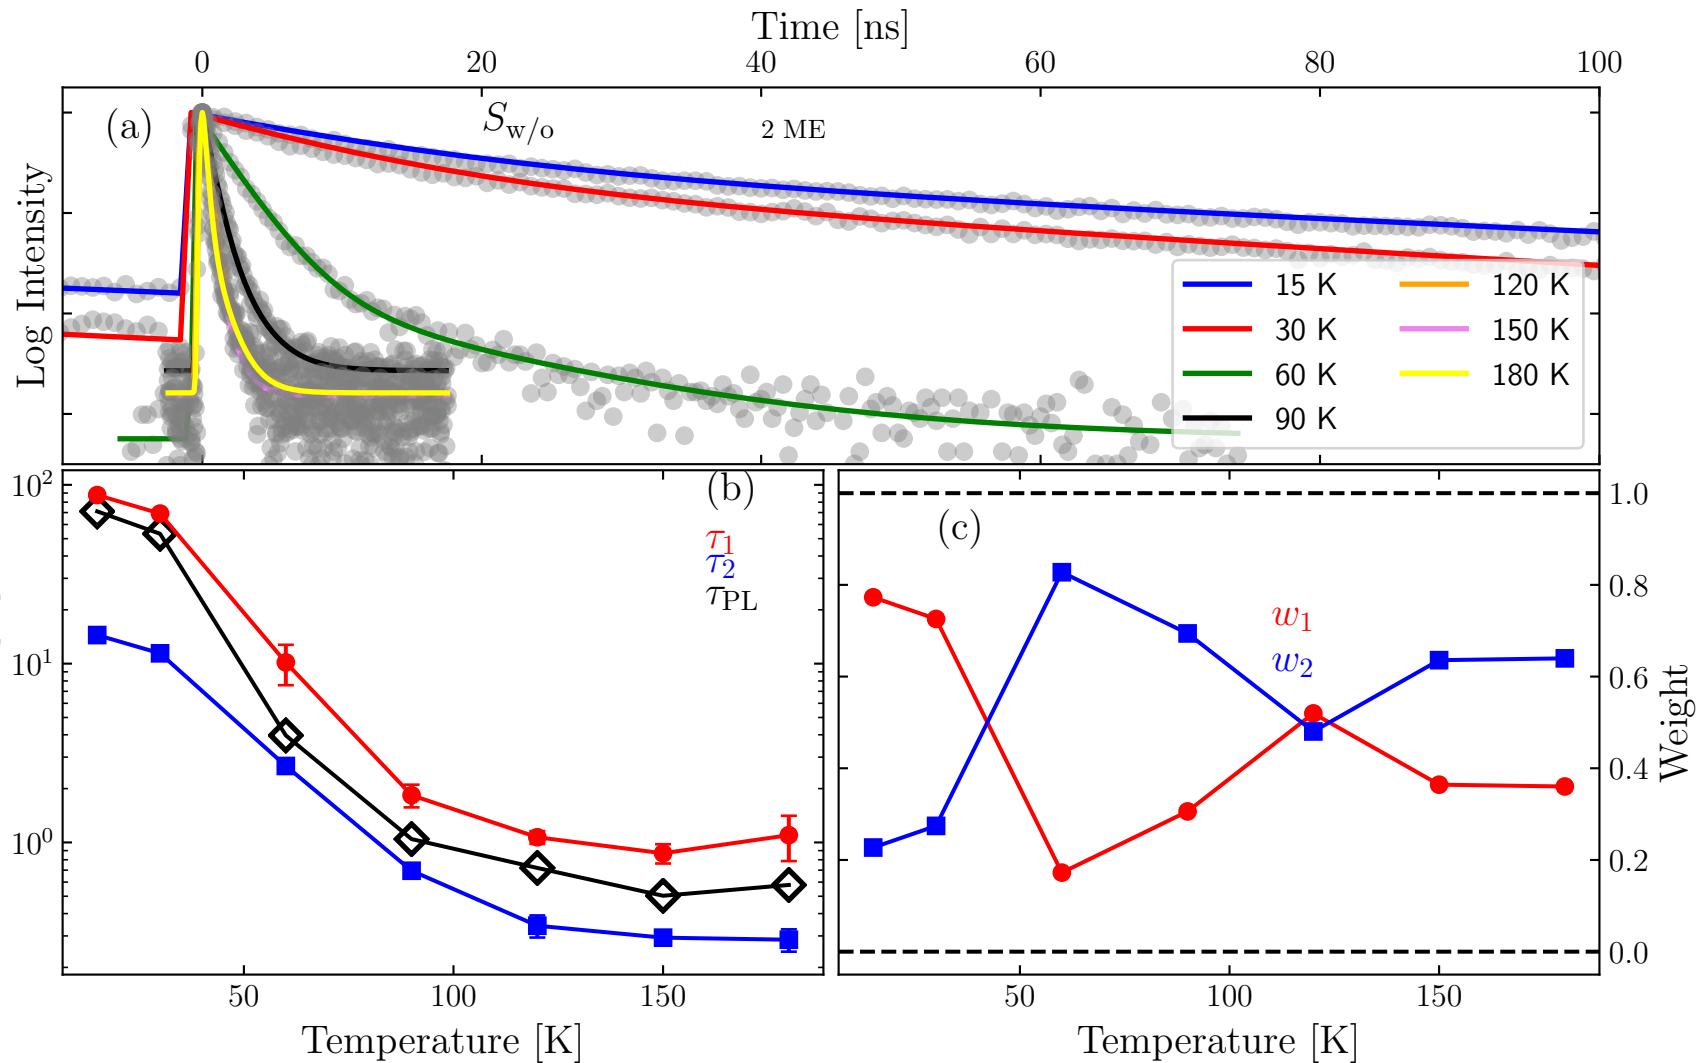 Time [ns]
0 20 40 60 80 100
(a) S_w/o 2 ME
Log Intensity
15 K 120 K
30 K 150 K
60 K 180 K
90 K
(b)
τ_1
τ_2
τ_PL
10^2
10^1
10^0
50 100 150
Temperature [K]
(c)
w_1
w_2
1.0
0.8
0.6
0.4
0.2
0.0
Weight
50 100 150
Temperature [K]